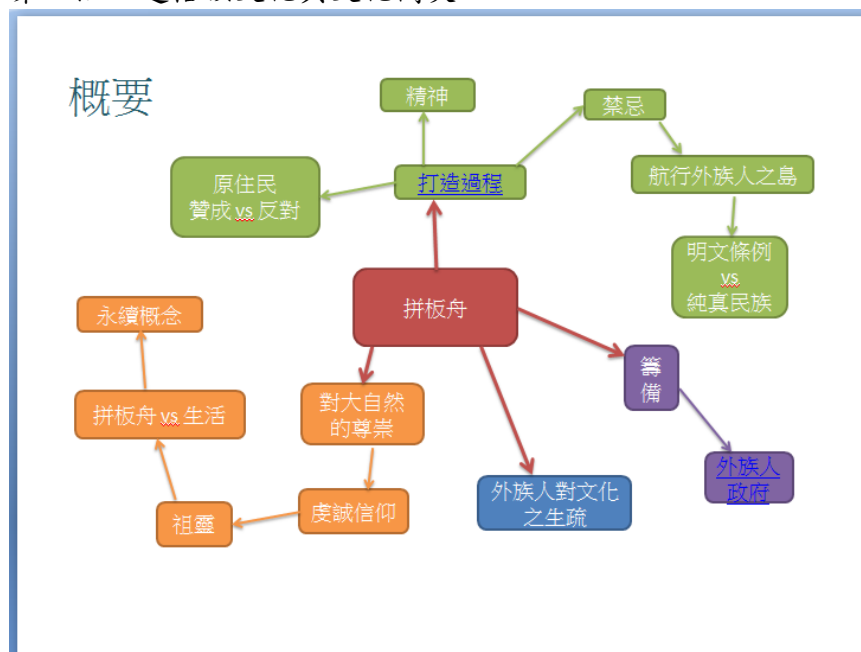 概要
精神
禁忌
原住民
贊成 vs 反對
打造過程
航行外族人之島
明文條例
vs
純真民族
拼板舟
永續概念
籌
備
拼板舟 vs 生活
對大自然
的尊崇
外族人
政府
外族人對文化
之生疏
祖靈
虔誠信仰